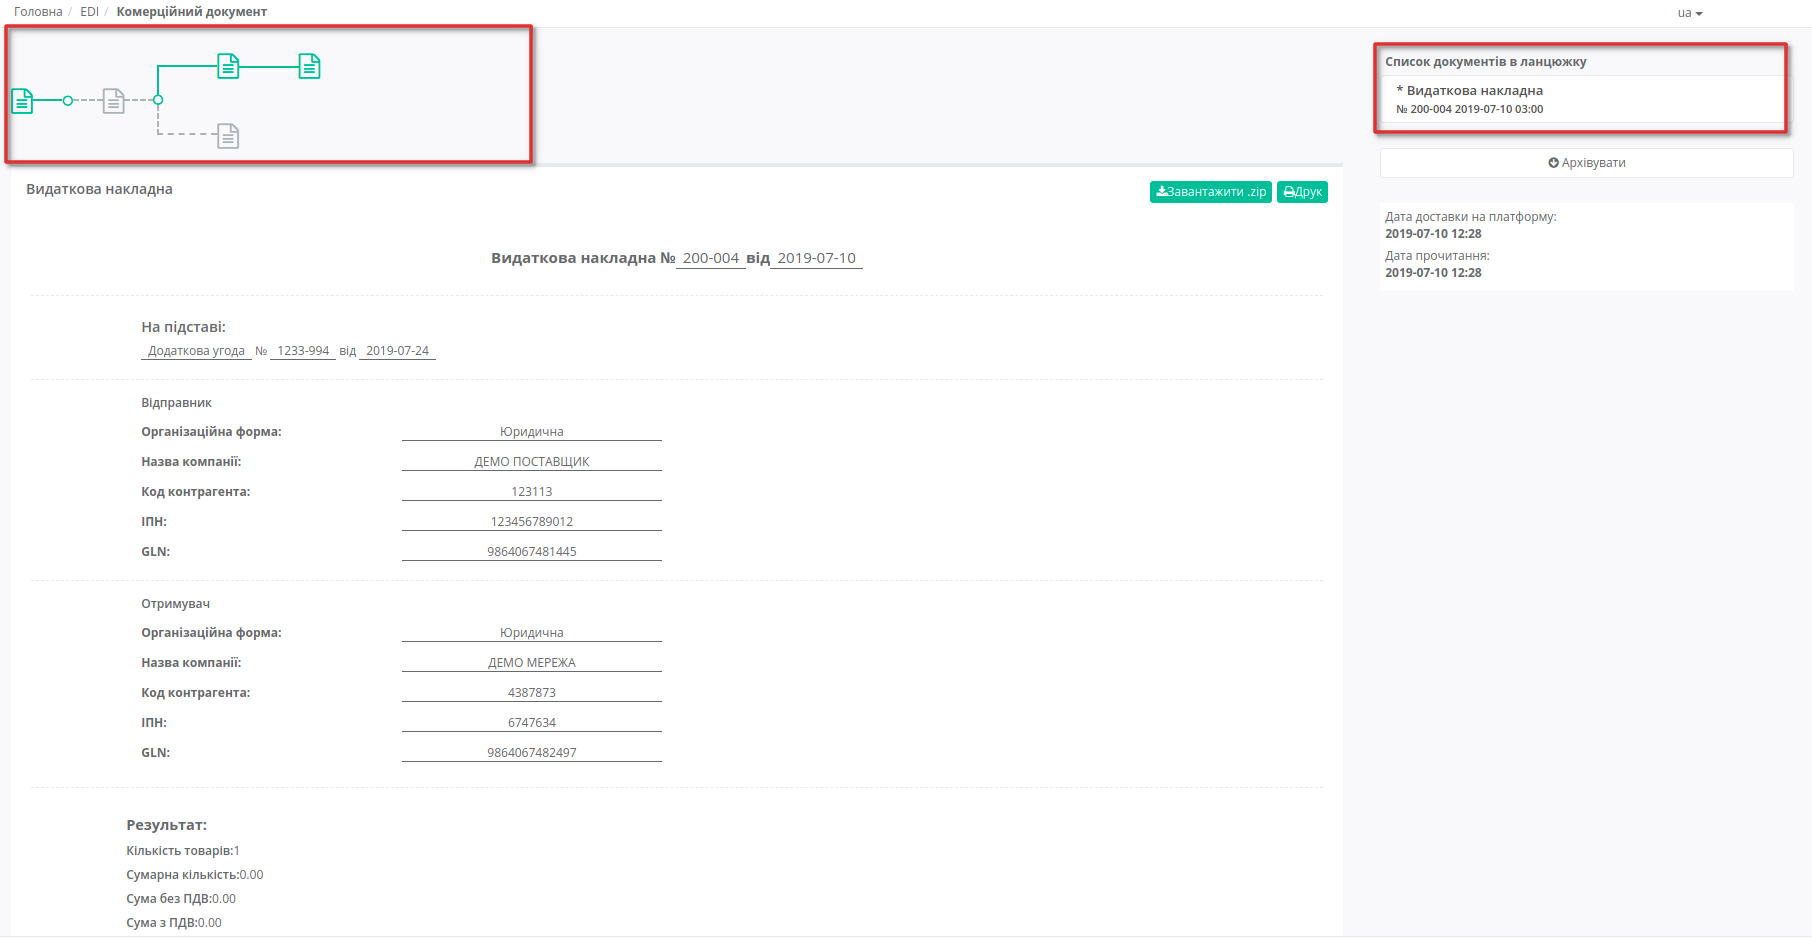 Головна / EDI / Комерційний документ
ua
Список документів в ланцюжку
* Видаткова накладна
№ 200-004 2019-07-10 03:00
Архівувати
Дата доставки на платформу:
2019-07-10 12:28
Дата прочитання:
2019-07-10 12:28
Видаткова накладна
Завантажити .zip
Друк
Видаткова накладна № 200-004 від 2019-07-10
На підставі:
Додаткова угода № 1233-994 від 2019-07-24
Відправник
Організаційна форма: Юридична
Назва компанії: ДЕМО ПОСТАВЩИК
Код контрагента: 123113
ІПН: 123456789012
GLN: 9864067481445
Отримувач
Організаційна форма: Юридична
Назва компанії: ДЕМО МЕРЕЖА
Код контрагента: 4387873
ІПН: 6747634
GLN: 9864067482497
Результат:
Кількість товарів:1
Сумарна кількість:0.00
Сума без ПДВ:0.00
Сума з ПДВ:0.00